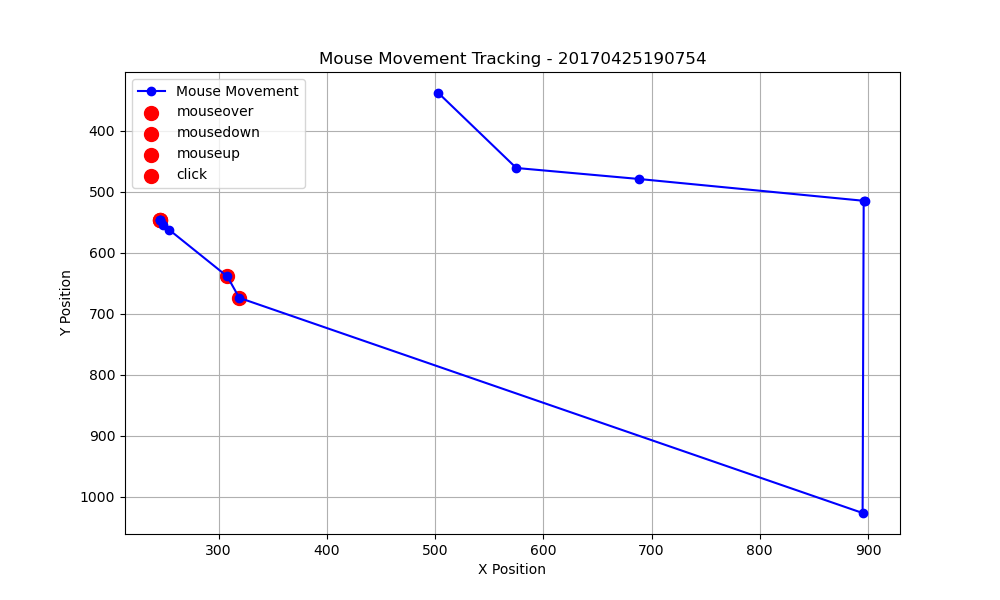 Mouse Movement Tracking - 20170425190754
Mouse Movement
mouseover
mousedown
mouseup
click
400
500
600
700
800
900
1000
Y Position
300 400 500 600 700 800 900
X Position